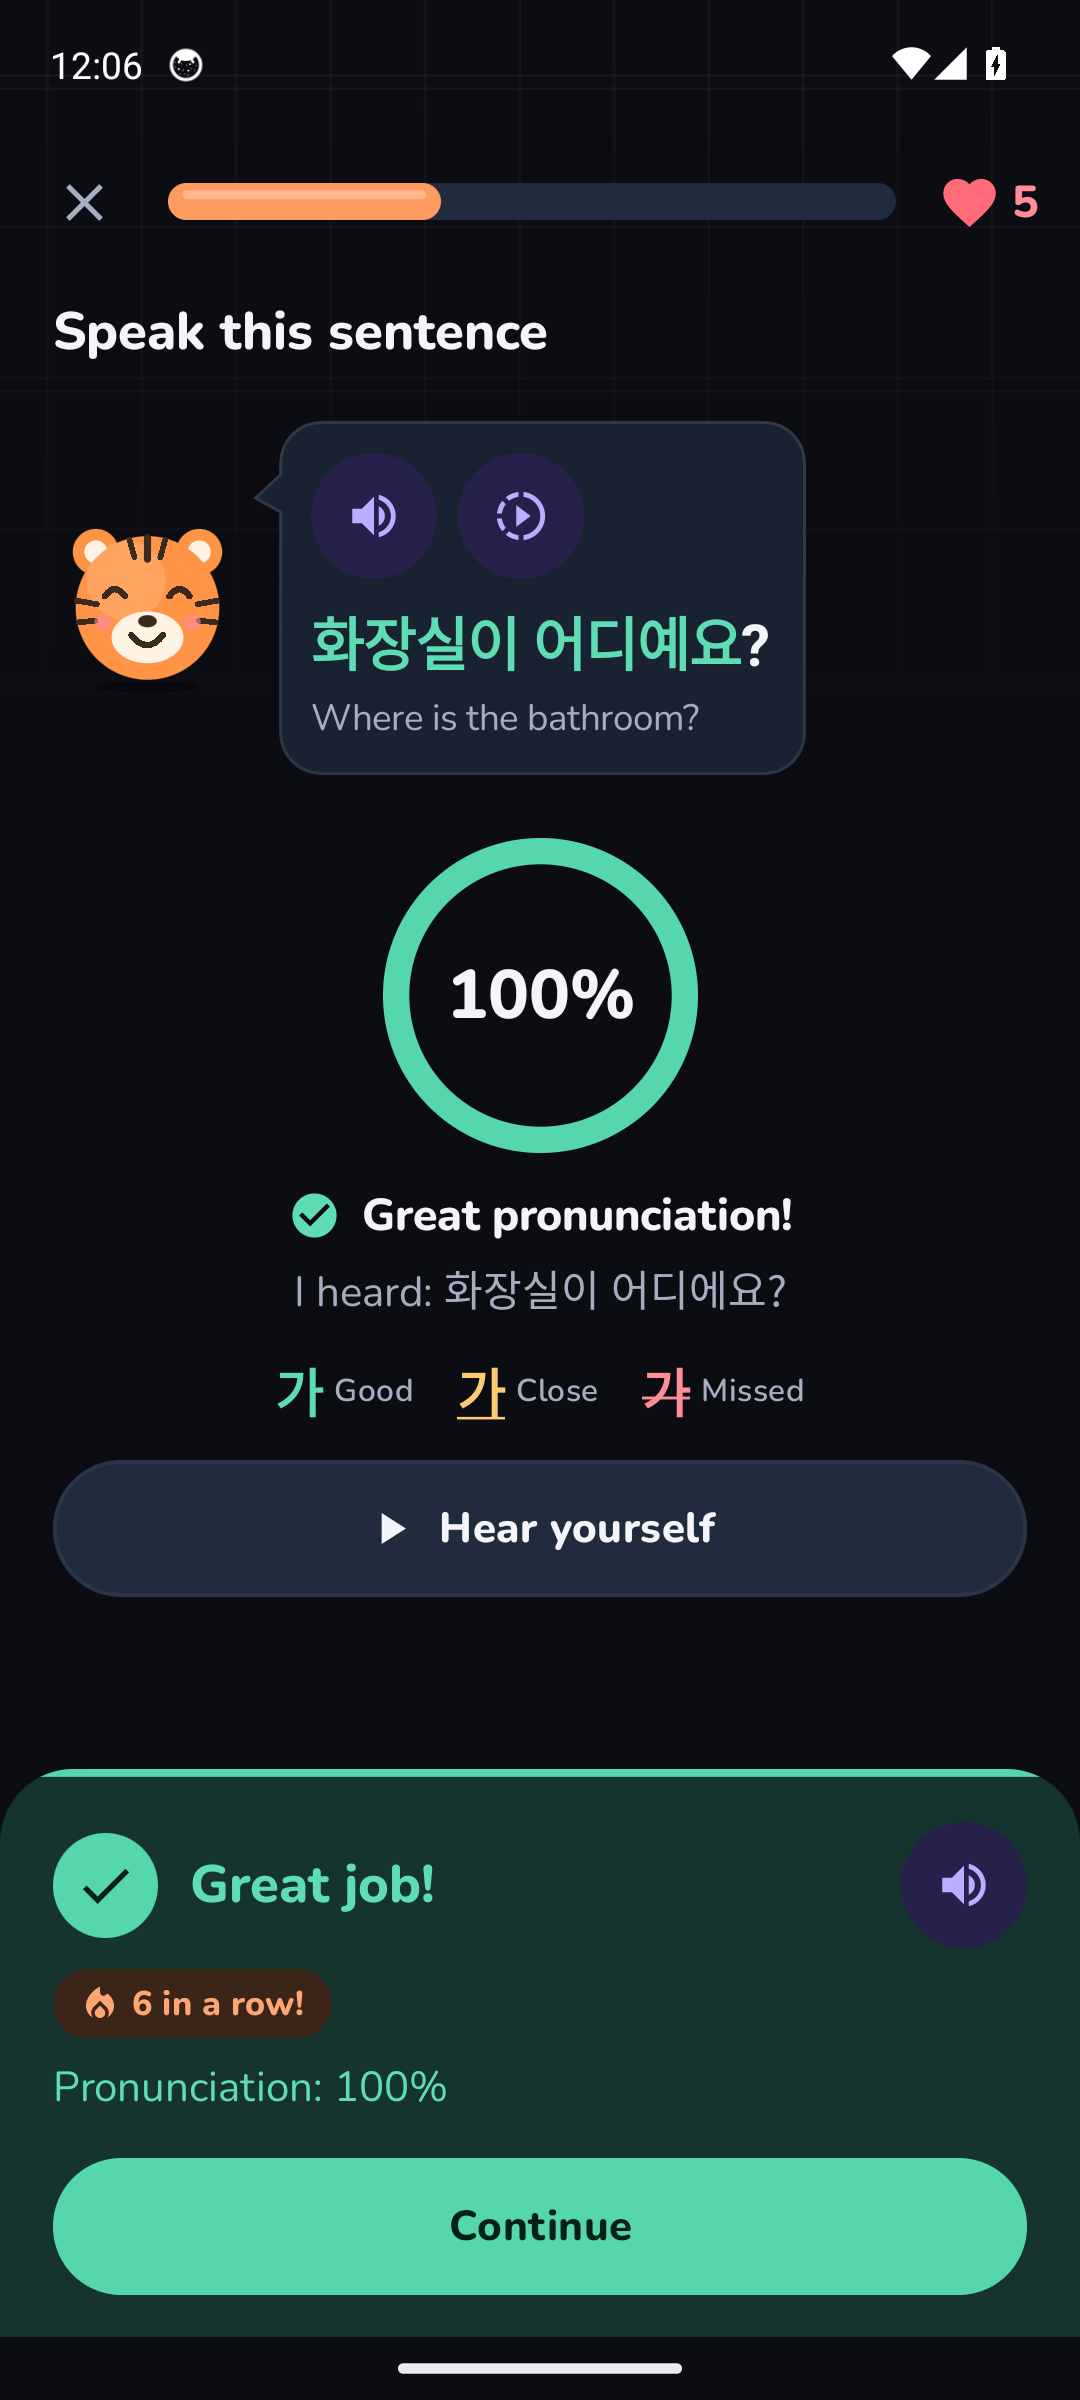 12:06
5
Speak this sentence
화장실이 어디예요?
Where is the bathroom?
100%
Great pronunciation!
I heard: 화장실이 어디에요?
가 Good 가 Close 가 Missed
Hear yourself
Great job!
6 in a row!
Pronunciation: 100%
Continue